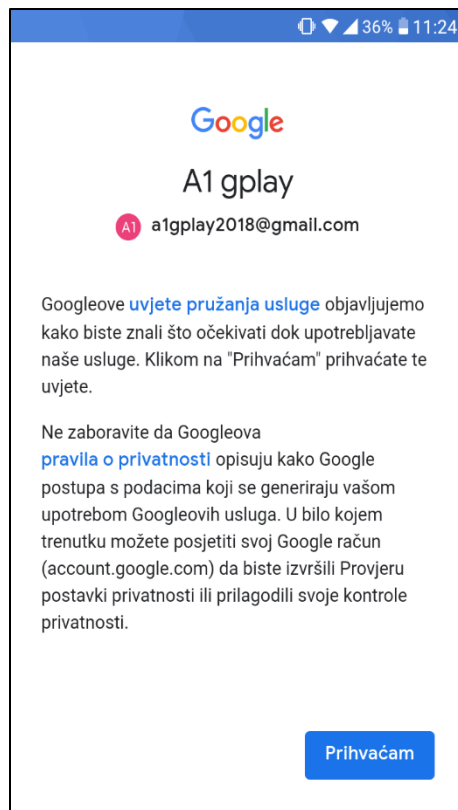 36% 11:24
Google
A1 gplay
A1 a1gplay2018@gmail.com
Googleove uvjete pružanja usluge objavljujemo
kako biste znali što očekivati dok upotrebljavate
naše usluge. Klikom na "Prihvaćam" prihvaćate te
uvjete.
Ne zaboravite da Googleova
pravila o privatnosti opisuju kako Google
postupa s podacima koji se generiraju vašom
upotrebom Googleovih usluga. U bilo kojem
trenutku možete posjetiti svoj Google račun
(account.google.com) da biste izvršili Provjeru
postavki privatnosti ili prilagodili svoje kontrole
privatnosti.
Prihvaćam